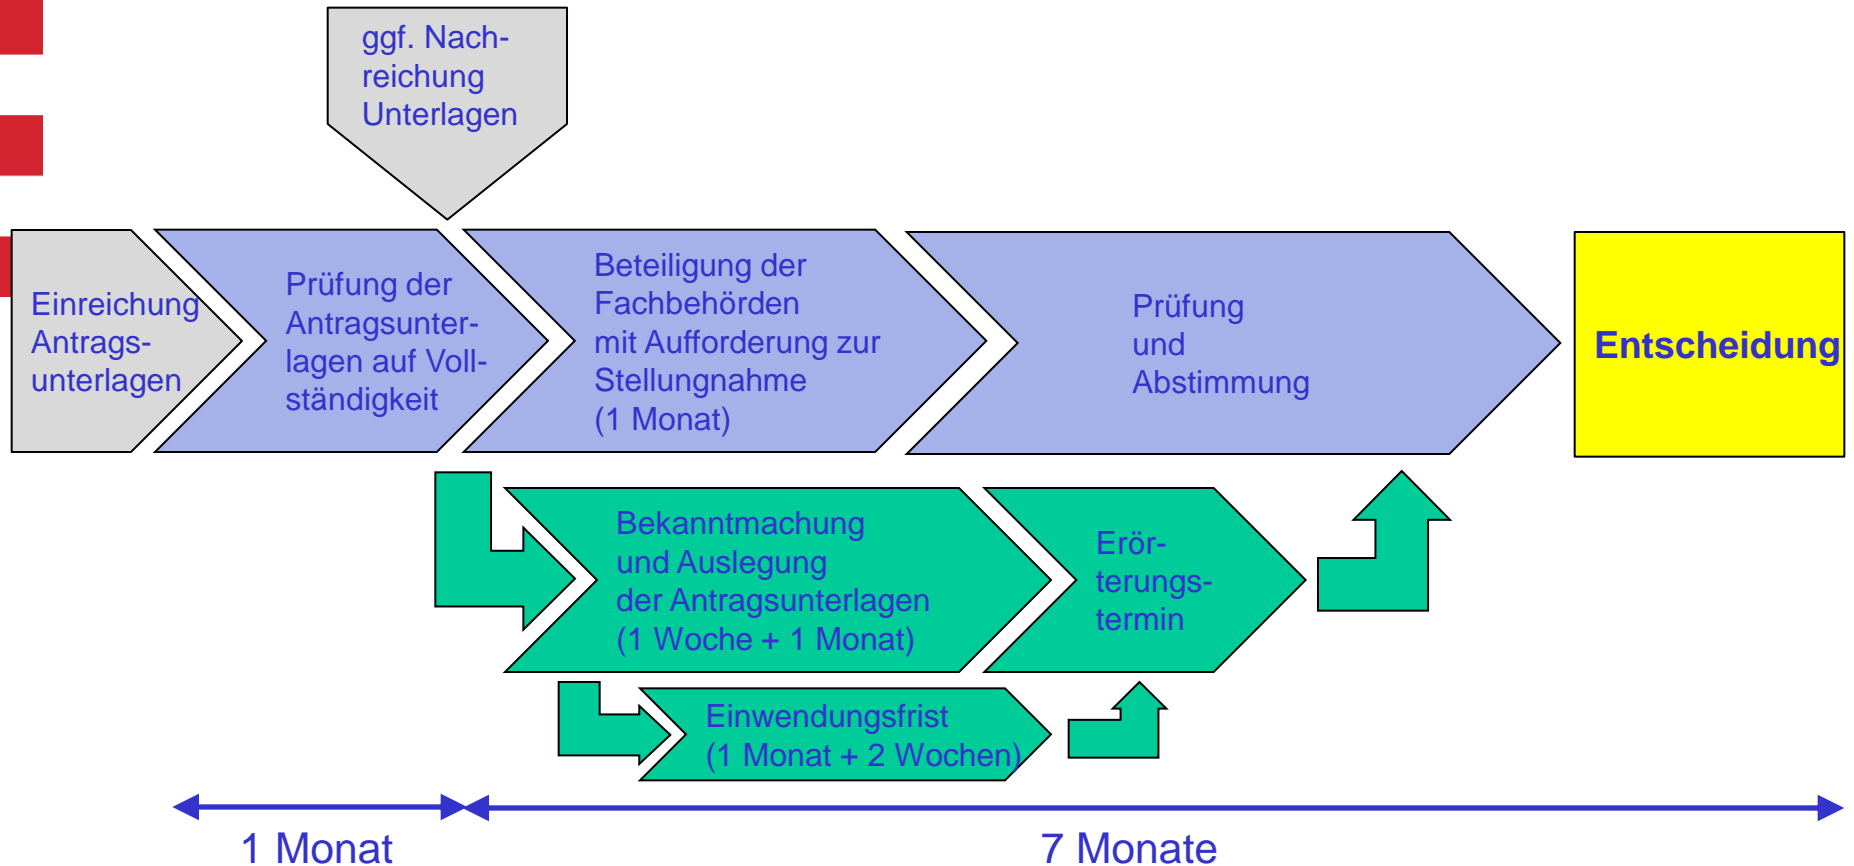 ggf. Nach-
reichung
Unterlagen
Einreichung
Antrags-
unterlagen
Prüfung der
Antragsunter-
lagen auf Voll-
ständigkeit
Beteiligung der
Fachbehörden
mit Aufforderung zur
Stellungnahme
(1 Monat)
Prüfung
und
Abstimmung
Entscheidung
Bekanntmachung
und Auslegung
der Antragsunterlagen
(1 Woche + 1 Monat)
Erör-
terungs-
termin
Einwendungsfrist
(1 Monat + 2 Wochen)
1 Monat
7 Monate